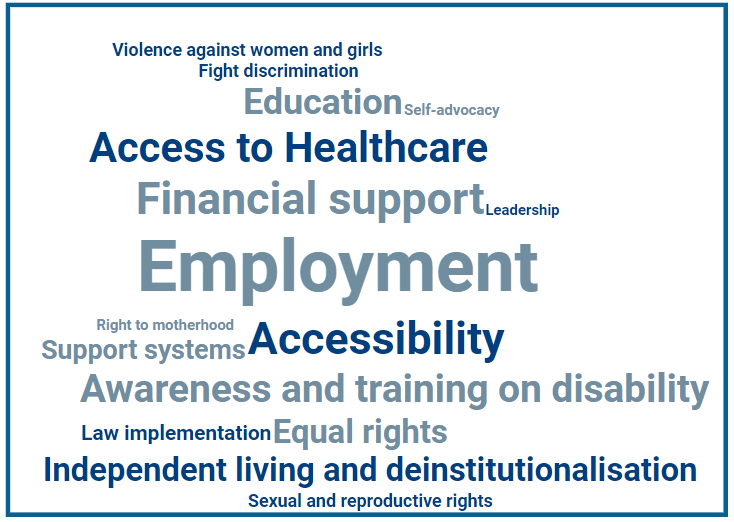 Violence against women and girls
Fight discrimination
Education Self-advocacy
Access to Healthcare
Financial support Leadership
Employment
Right to motherhood
Support systems Accessibility
Awareness and training on disability
Law implementation Equal rights
Independent living and deinstitutionalisation
Sexual and reproductive rights